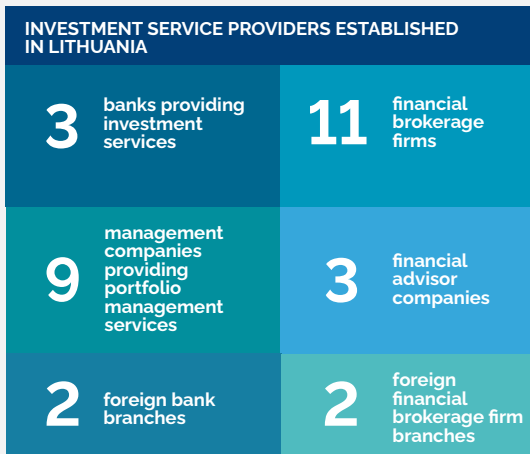 INVESTMENT SERVICE PROVIDERS ESTABLISHED
IN LITHUANIA
3
banks providing
investment
services
11
financial
brokerage
firms
9
management
companies
providing
portfolio
management
services
3
financial
advisor
companies
2
foreign bank
branches
2
foreign
financial
brokerage firm
branches